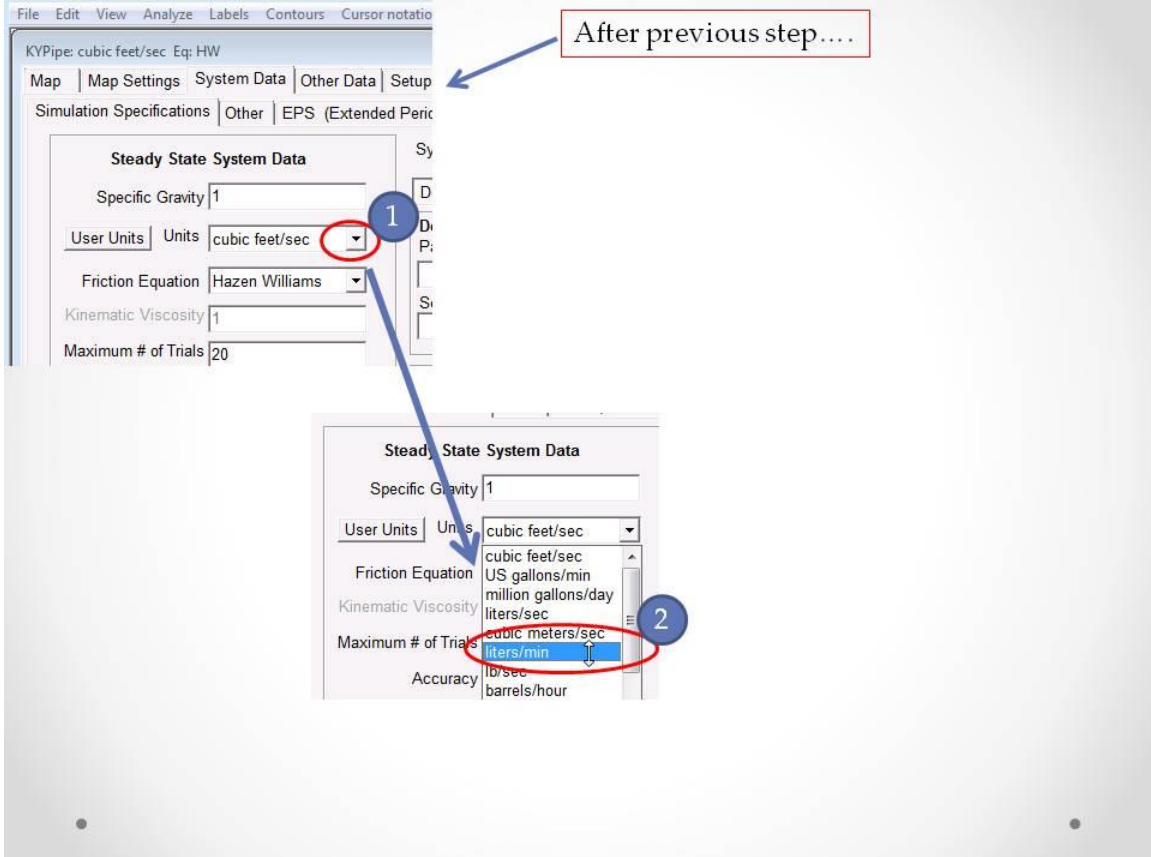 File Edit View Analyze Labels Contours Cursor notatio
After previous step....
KYPipe: cubic feet/sec Eq: HW
Map Map Settings System Data Other Data Setup
Simulation Specifications Other EPS (Extended Peri
Steady State System Data
Sy
Specific Gravity 1
D
1
User Units Units cubic feet/sec
De
Pa
Friction Equation Hazen Williams
Kinematic Viscosity 1
Maximum # of Trials 20
Steady State System Data
Specific Gravity 1
User Units Units cubic feet/sec
cubic feet/sec
Friction Equation US gallons/min
million gallons/day
Kinematic Viscosity liters/sec
2
cubic meters/sec
Maximum # of Trials liters/min
lb/sec
Accuracy barrels/hour